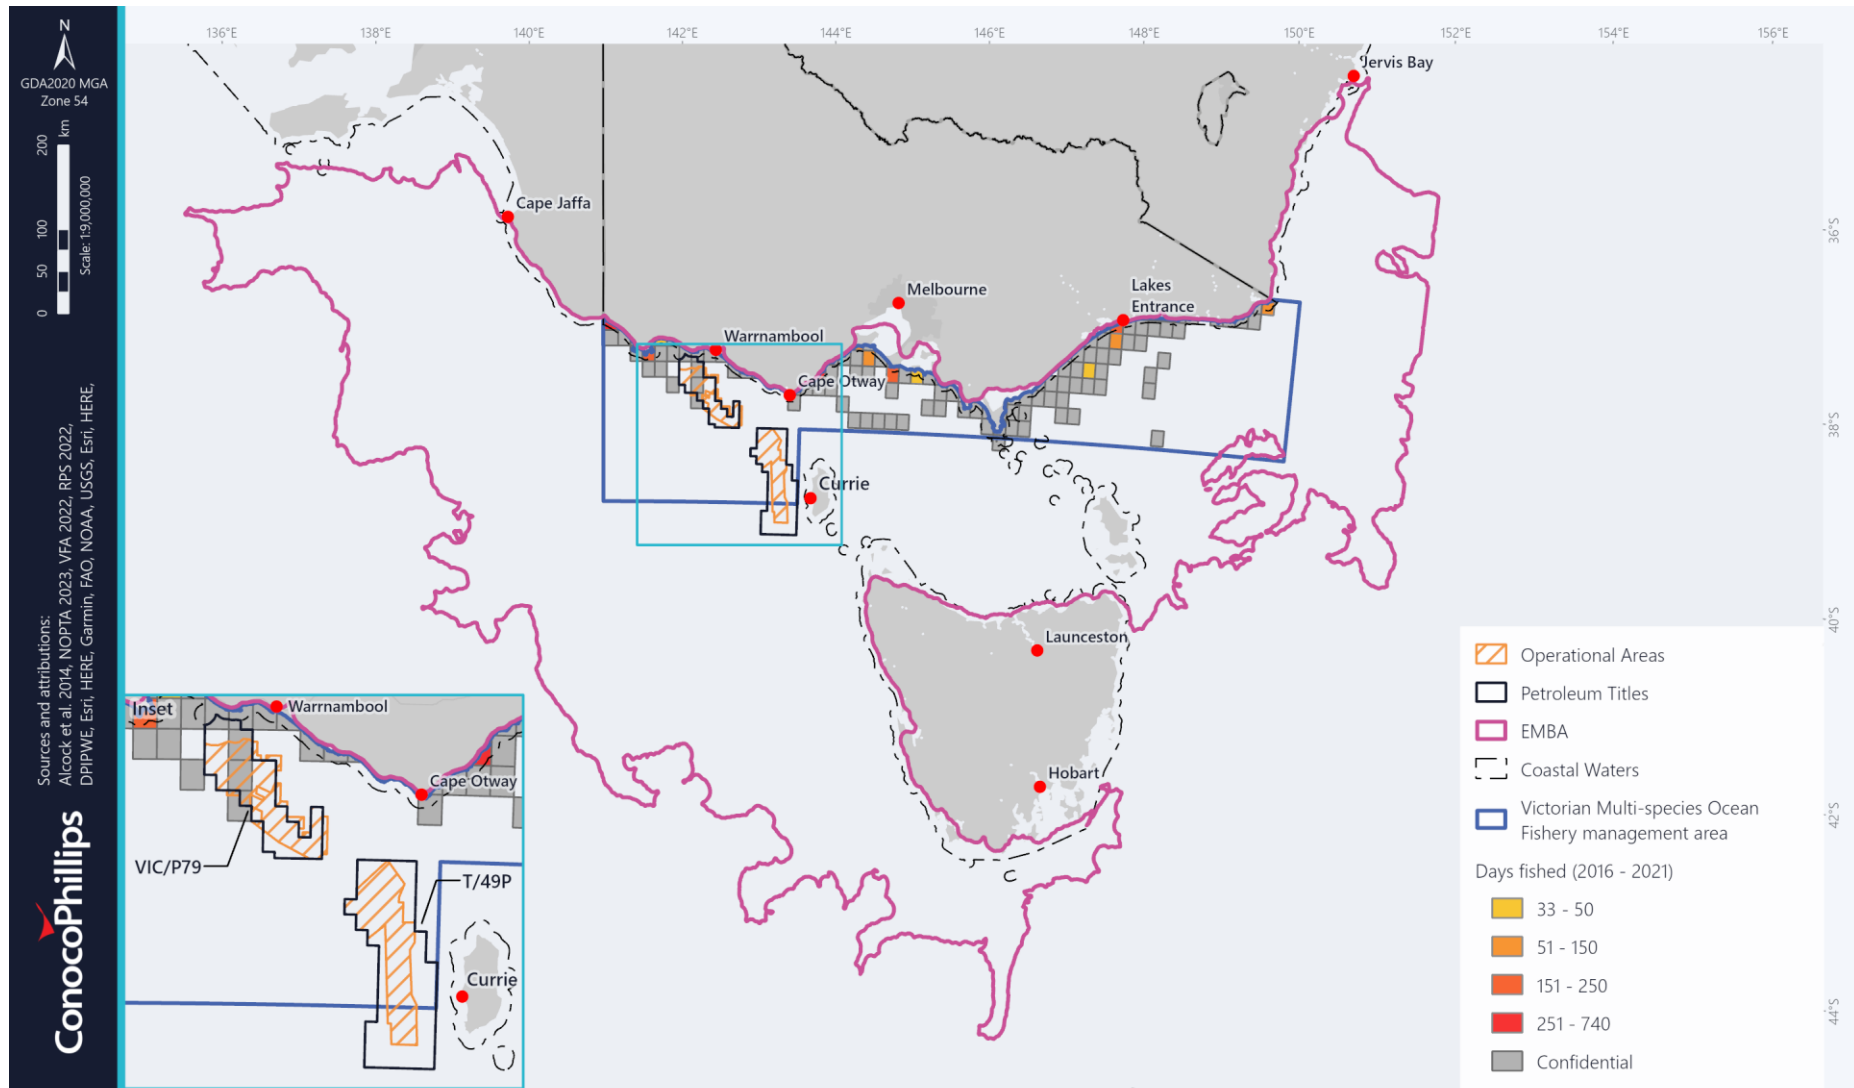 N
GDA2020 MGA
Zone 54
0 50 100 200
km
Scale: 1:9,000,000
Sources and attributions:
Alcock et al. 2014, NOPTA 2023, VFA 2022, RPS 2022,
DPIPWE, Esri, HERE, Garmin, FAO, NOAA, USGS, Esri, HERE,
ConocoPhillips
136°E 138°E 140°E 142°E 144°E 146°E 148°E 150°E 152°E 154°E 156°E
Jervis Bay
Cape Jaffa
36°S
Melbourne
Lakes
Entrance
Warrnambool
Cape Otway
38°S
Currie
40°S
Launceston
Hobart
42°S
44°S
Inset
Warrnambool
Cape Otway
VIC/P79
T/49P
Currie
Operational Areas
Petroleum Titles
EMBA
Coastal Waters
Victorian Multi-species Ocean
Fishery management area
Days fished (2016 - 2021)
33 - 50
51 - 150
151 - 250
251 - 740
Confidential